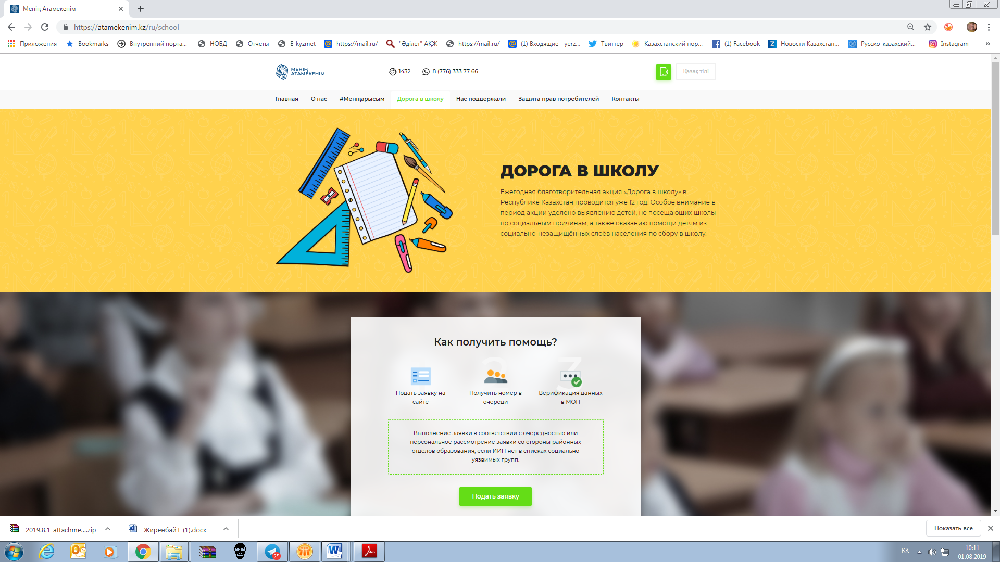 Менің Атамекенім
https://atamekenim.kz/ru/school
Приложения
Bookmarks
Внутренний порта...
НОБД
Отчеты
E-kyzmet
https://mail.ru/
"Әділет" АҚЖ
https://mail.ru/
(1) Входящие - yerz...
Твиттер
Казахстанский пор...
(1) Facebook
Новости Казахстан...
Русско-казахский...
Instagram
»
МЕНІҢ
АТАМЕКЕНІМ
1432
8 (776) 333 77 66
Қазақ тілі
Главная
О нас
#Меніңарысым
Дорога в школу
Нас поддержали
Защита прав потребителей
Контакты
ДОРОГА В ШКОЛУ
Ежегодная благотворительная акция «Дорога в школу» в
Республике Казахстан проводится уже 12 год. Особое внимание в
период акции уделено выявлению детей, не посещающих школы
по социальным причинам, а также оказанию помощи детям из
социально-незащищённых слоёв населения по сбору в школу.
Как получить помощь?
2
3
Подать заявку на
сайте
Получить номер в
очереди
Верификация данных
в МОН
Выполнение заявки в соответствии с очередностью или
персональное рассмотрение заявки со стороны районных
отделов образования, если ИИН нет в списках социально
уязвимых групп.
Подать заявку
2019.8.1_attachme....zip
Жиренбай+ (1).docx
Показать все
25
KK
10:11
01.08.2019